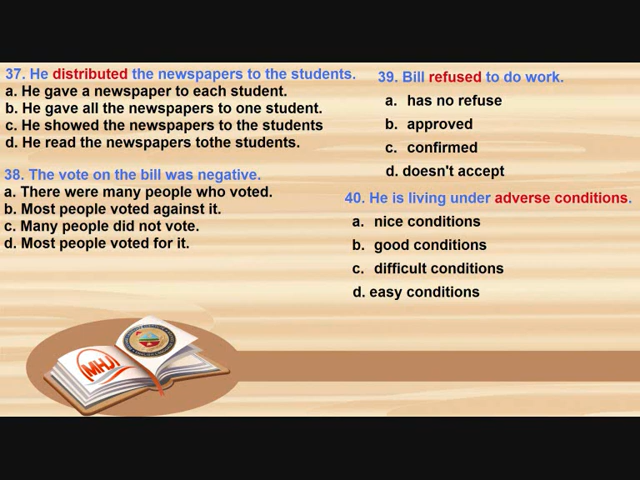 37. He distributed the newspapers to the students.
a. He gave a newspaper to each student.
b. He gave all the newspapers to one student.
c. He showed the newspapers to the students
d. He read the newspapers tothe students.
38. The vote on the bill was negative.
a. There were many people who voted.
b. Most people voted against it.
c. Many people did not vote.
d. Most people voted for it.
39. Bill refused to do work.
a. has no refuse
b. approved
c. confirmed
d. doesn't accept
40. He is living under adverse conditions.
a. nice conditions
b. good conditions
c. difficult conditions
d. easy conditions
MHJ